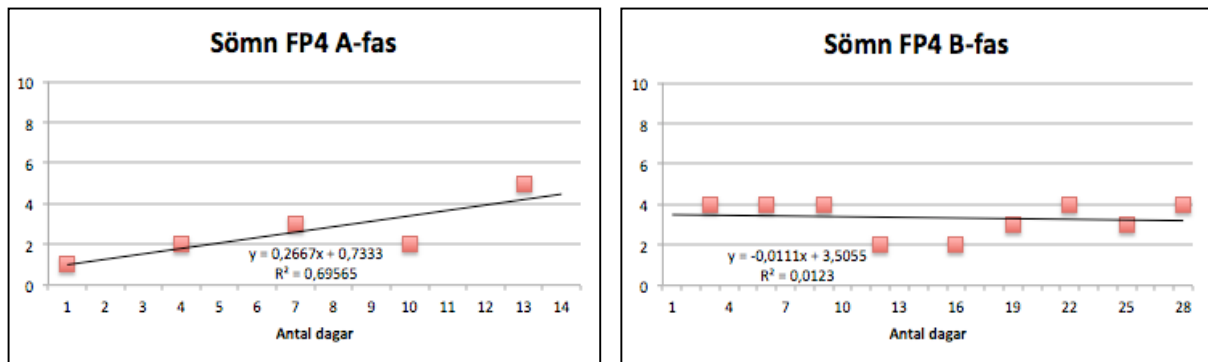 Sömn FP4 A-fas
10
8
6
4
2
0
y = 0,2667x + 0,7333
R² = 0,69565
1 2 3 4 5 6 7 8 9 10 11 12 13 14
Antal dagar
Sömn FP4 B-fas
10
8
6
4
2
0
y = -0,0111x + 3,5055
R² = 0,0123
1 4 7 10 13 16 19 22 25 28
Antal dagar